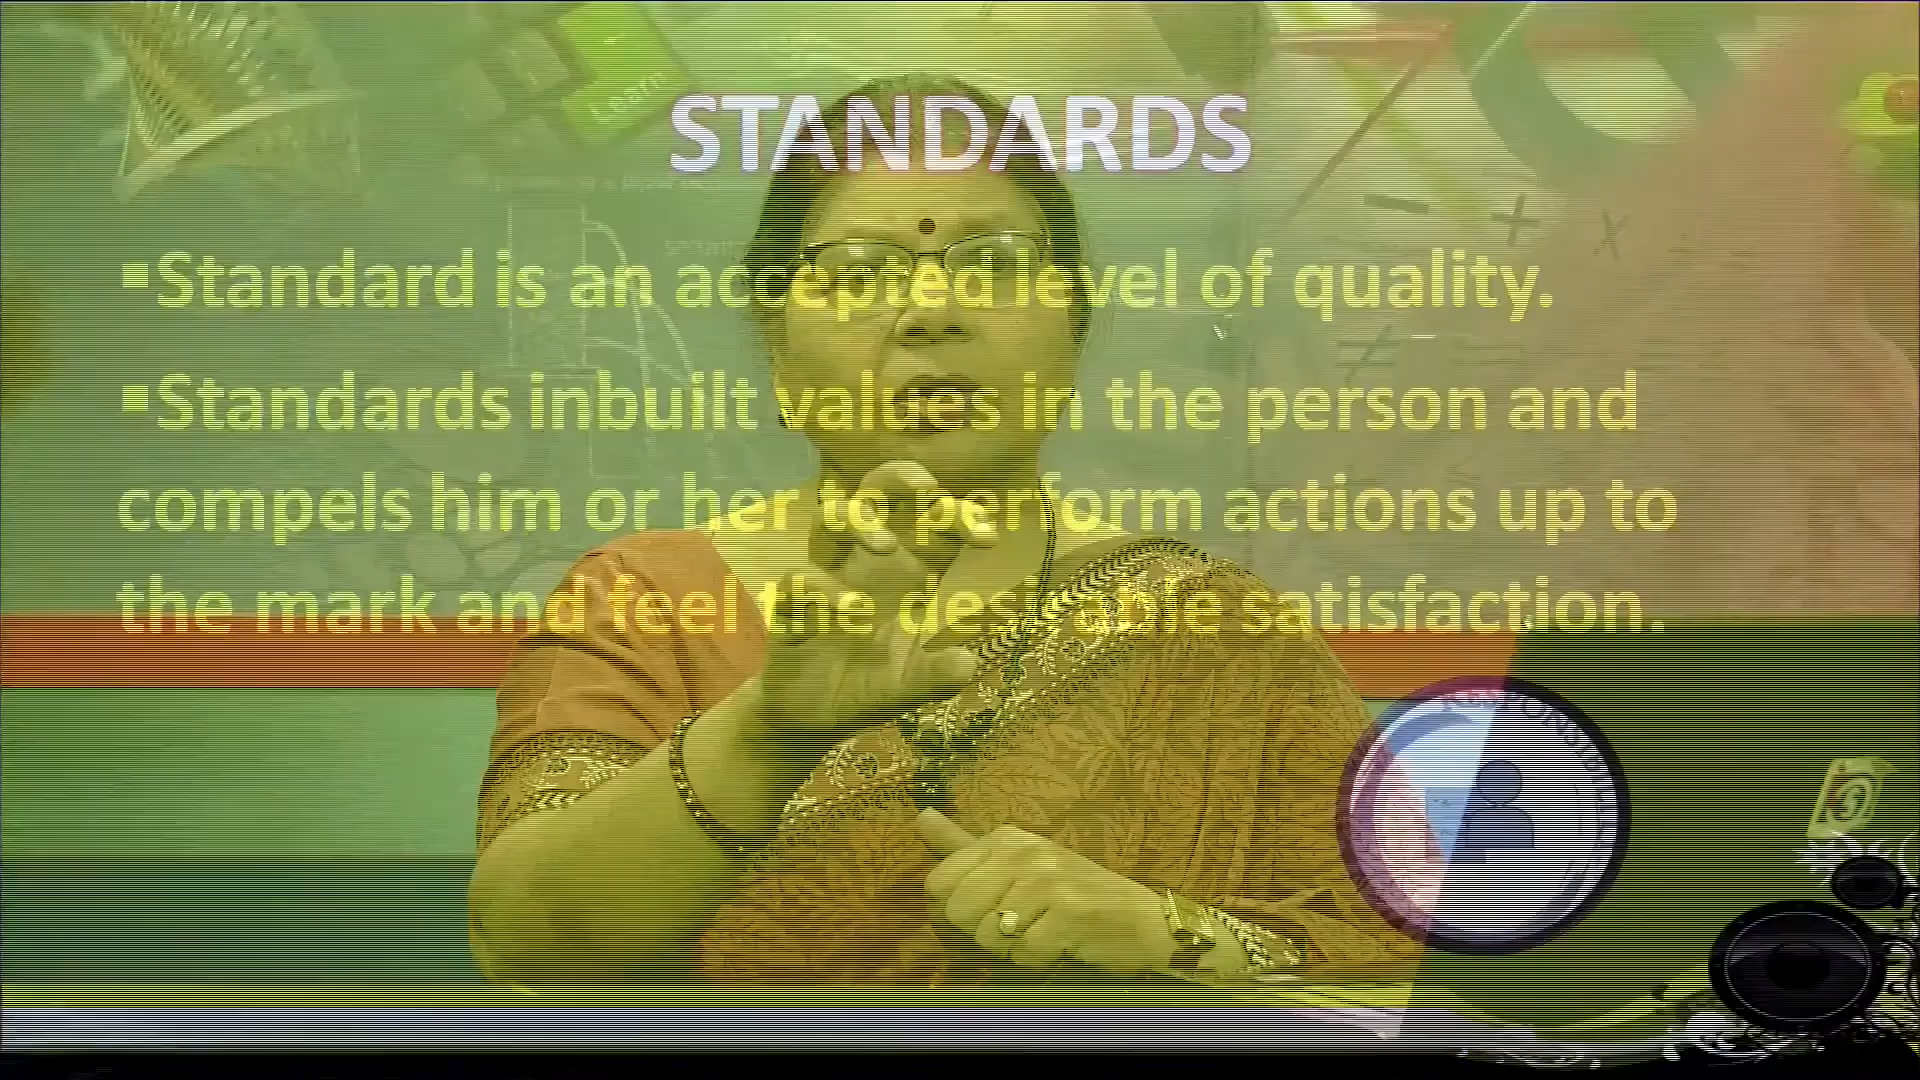 Learn
STANDARDS
▪Standard is an accepted level of quality.
▪Standards inbuilt values in the person and
compels him or her to perform actions up to
the mark and feel the desirable satisfaction.